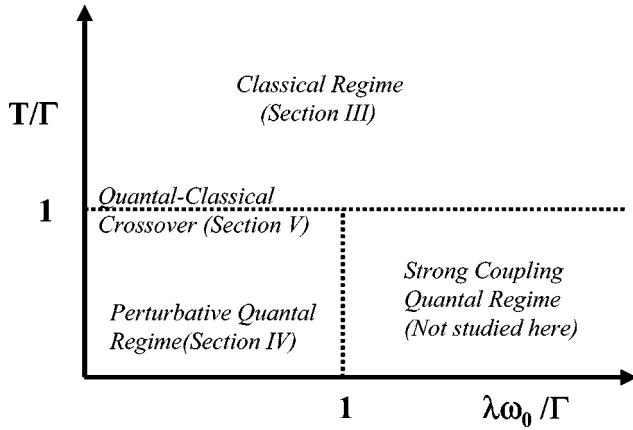 Classical Regime
(Section III)
T/Γ
Quantal-Classical
1
Crossover (Section V)
Strong Coupling
Quantal Regime
(Not studied here)
Perturbative Quantal
Regime(Section IV)
1
λω₀/Γ